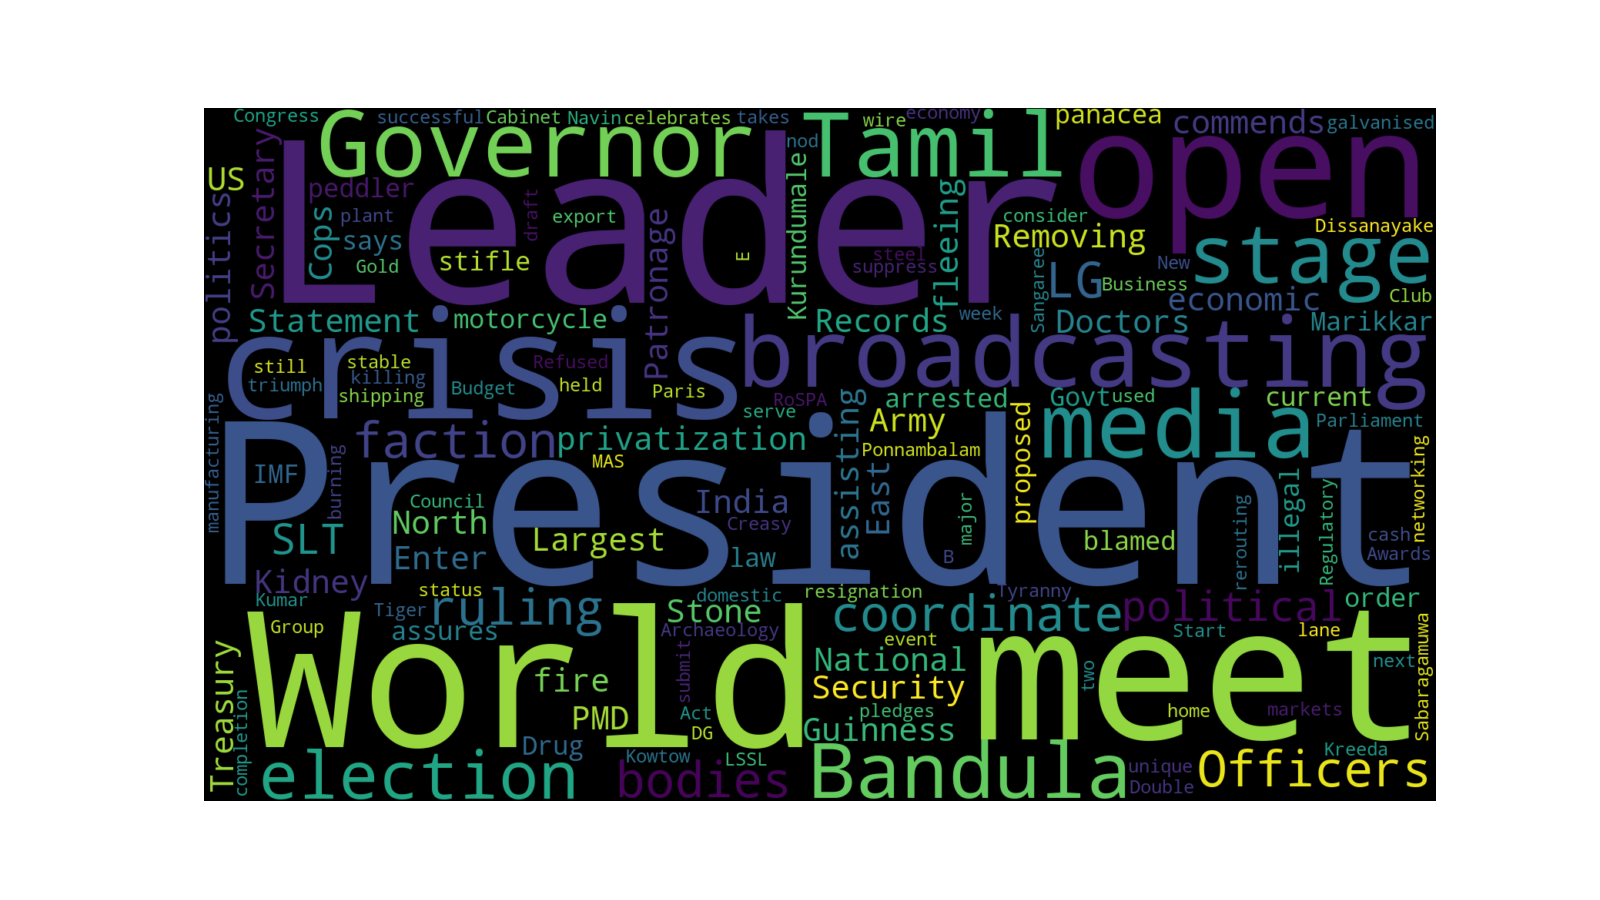 Congress
successful
Cabinet
Navin
celebrates
takes
wire
economy
panacea
commends
galvanised
Governor
Tamil
nod
open
US
Secretary
peddler
Leader
politics
Cops
plant
says
Gold
stifle
draft
export
Patronage
E
Kurundumale
steel
suppress
fleeing
consider
Removing
Dissanayake
stage
New
Sangaree
LG
Business
economic
Club
Statement
motorcycle
Records
week
Doctors
Marikkar
crisis
broadcasting
still
stable
Refused
triumph
killing
shipping
Budget
held
Paris
RoSPA
serve
arrested
Govt
used
current
manufacturing
faction
privatization
assisting
Army
proposed
media
Parliament
MAS
Ponnambalam
networking
President
IMF
burning
Council
India
Creasy
East
major
illegal
Regulatory
rerouting
cash
Awards
SLT
North
Largest
blamed
Enter
law
B
Kidney
status
domestic
resignation
Tyranny
Kumar
Tiger
ruling
Stone
coordinate
political
order
Group
assures
Archaeology
event
Start
lane
Sabaragamuwa
World
meet
Treasury
fire
submit
National
two
next
Security
PMD
Act
pledges
home
markets
completion
DG
Guinness
Drug
Kowtow
LSSL
Kreeda
election
bodies
Bandula
unique
Double
Officers